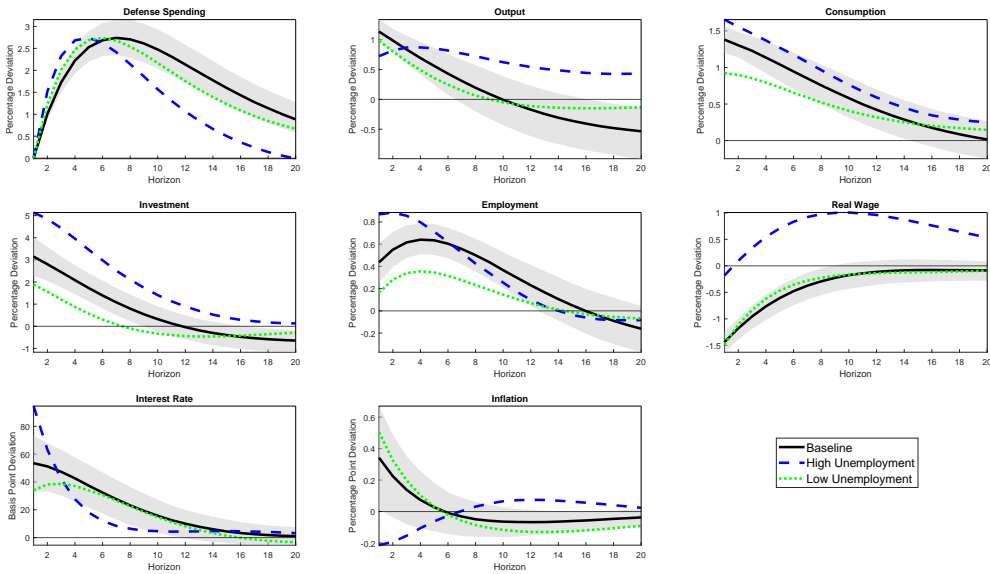 Defense Spending
Percentage Deviation
3
2.5
2
1.5
1
0.5
0
2 4 6 8 10 12 14 16 18 20
Horizon
Output
Percentage Deviation
1
0.5
0
-0.5
2 4 6 8 10 12 14 16 18 20
Horizon
Consumption
Percentage Deviation
1.5
1
0.5
0
2 4 6 8 10 12 14 16 18 20
Horizon
Investment
Percentage Deviation
5
4
3
2
1
0
-1
2 4 6 8 10 12 14 16 18 20
Horizon
Employment
Percentage Deviation
0.8
0.6
0.4
0.2
0
-0.2
2 4 6 8 10 12 14 16 18 20
Horizon
Real Wage
Percentage Deviation
1
0.5
0
-0.5
-1
-1.5
2 4 6 8 10 12 14 16 18 20
Horizon
Interest Rate
Basis Point Deviation
80
60
40
20
0
2 4 6 8 10 12 14 16 18 20
Horizon
Inflation
Percentage Point Deviation
0.6
0.4
0.2
0
-0.2
2 4 6 8 10 12 14 16 18 20
Horizon
Baseline
High Unemployment
Low Unemployment